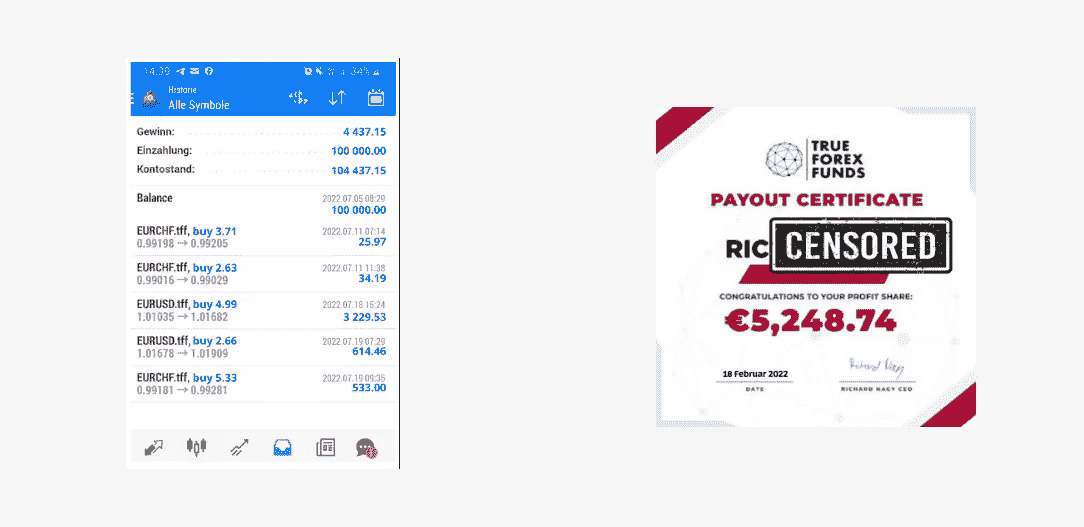 14:39 34%
Alle Symbole
Gewinn: 4 437.15
Einzahlung: 100 000.00
Kontostand: 104 437.15
Balance 2022.07.05 08:29
100 000.00
EURCHF.tff, buy 3.71 2022.07.11 07:14
0.99198 → 0.99205 25.97
EURCHF.tff, buy 2.63 2022.07.11 11:38
0.99016 → 0.99029 34.19
EURUSD.tff, buy 4.99 2022.07.18 15:24
1.01035 → 1.01682 3 229.53
EURUSD.tff, buy 2.66 2022.07.19 07:29
1.01678 → 1.01909 614.46
EURCHF.tff, buy 5.33 2022.07.19 09:35
0.99181 → 0.99281 533.00
TRUE
FOREX
FUNDS
PAYOUT CERTIFICATE
RIC CENSORED
CONGRATULATIONS TO YOUR PROFIT SHARE:
€5,248.74
18 Februar 2022
DATE
RICHARD NAGY CEO